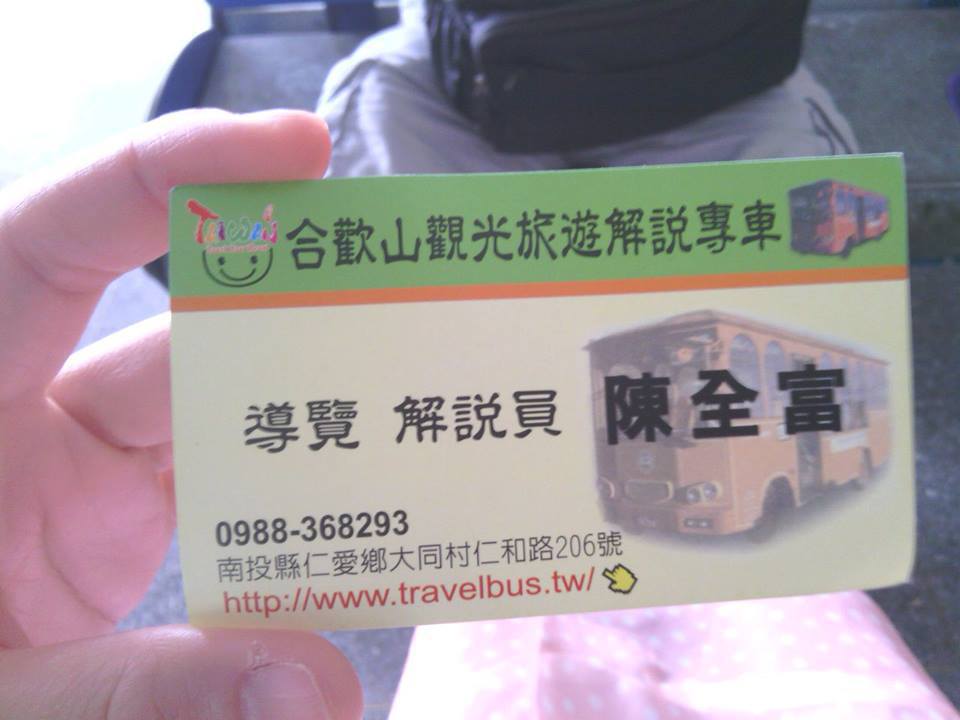 TAIWAN
合歡山觀光旅遊解說專車
導覽 解說員 陳全富
0988-368293
南投縣仁愛鄉大同村仁和路206號
http://www.travelbus.tw/